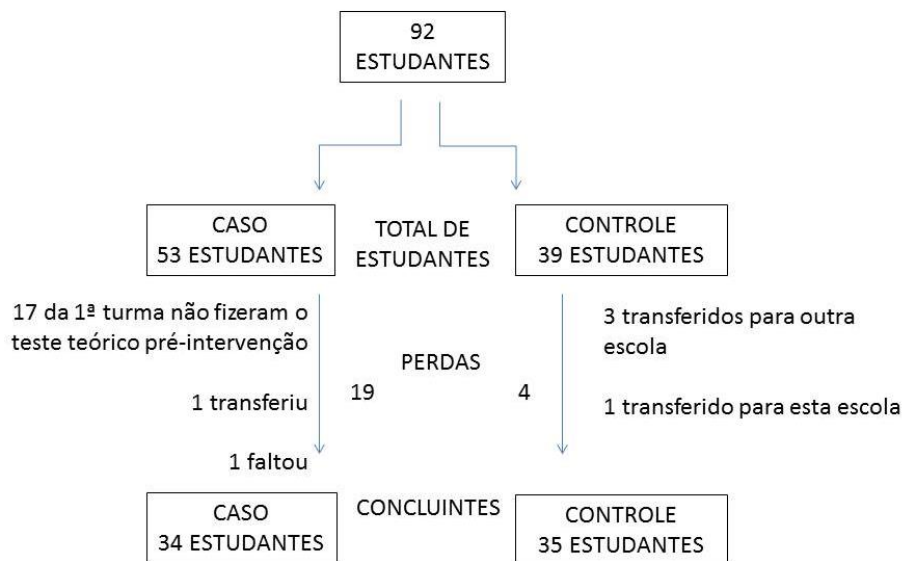 92
ESTUDANTES
CASO
53 ESTUDANTES
TOTAL DE
ESTUDANTES
CONTROLE
39 ESTUDANTES
17 da 1ª turma não fizeram o
teste teórico pré-intervenção
1 transferiu
1 faltou
PERDAS
19
4
3 transferidos para outra
escola
1 transferido para esta escola
CASO
34 ESTUDANTES
CONCLUINTES
CONTROLE
35 ESTUDANTES